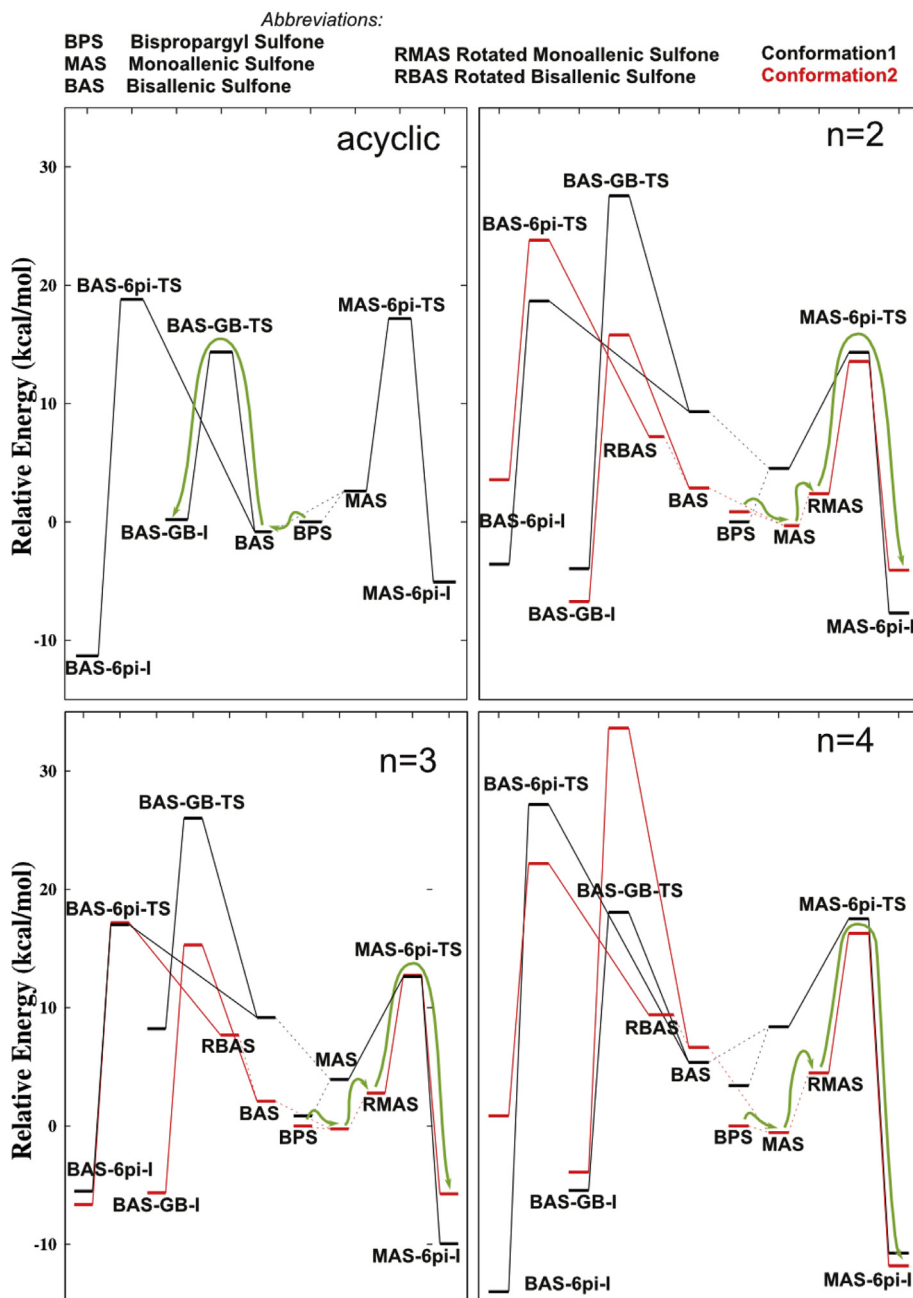 Abbreviations:
BPS Bispropargyl Sulfone
MAS Monoallenic Sulfone
BAS Bisallenic Sulfone
RMAS Rotated Monoallenic Sulfone
RBAS Rotated Bisallenic Sulfone
Conformation1
Conformation2
acyclic
Relative Energy (kcal/mol)
30
20
10
0
-10
BAS-6pi-TS
MAS-6pi-TS
BAS-GB-TS
MAS
BAS-GB-I
BAS
BPS
MAS-6pi-I
BAS-6pi-I
n=2
BAS-GB-TS
BAS-6pi-TS
MAS-6pi-TS
RBAS
BAS
RMAS
BPS
MAS
BAS-6pi-I
BAS-GB-I
MAS-6pi-I
n=3
Relative Energy (kcal/mol)
30
20
10
0
-10
BAS-GB-TS
BAS-6pi-TS
MAS-6pi-TS
RBAS
MAS
BAS
RMAS
BPS
BAS-6pi-I
BAS-GB-I
MAS-6pi-I
n=4
BAS-6pi-TS
BAS-GB-TS
MAS-6pi-TS
RBAS
BAS
RMAS
BPS
MAS
BAS-GB-I
BAS-6pi-I
MAS-6pi-I